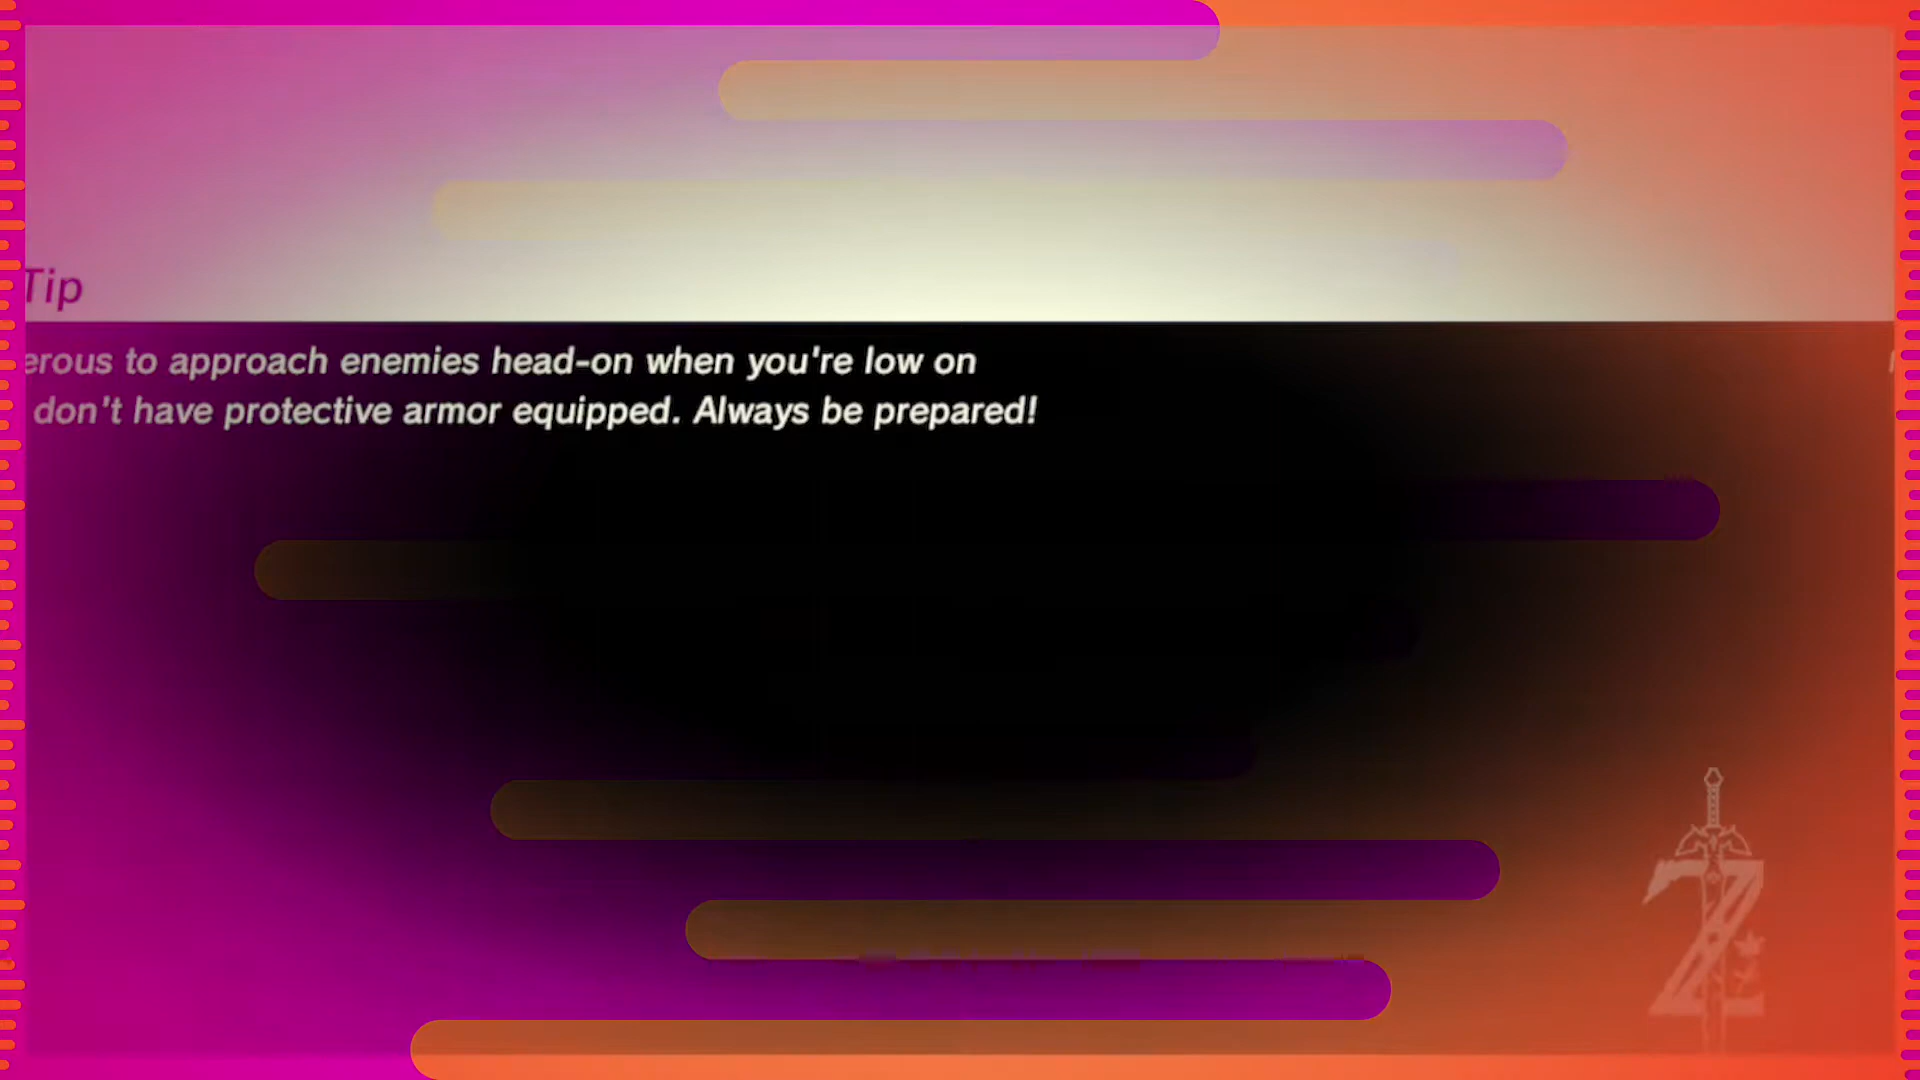 Tip
erous to approach enemies head-on when you're low on
don't have protective armor equipped. Always be prepared!
Z